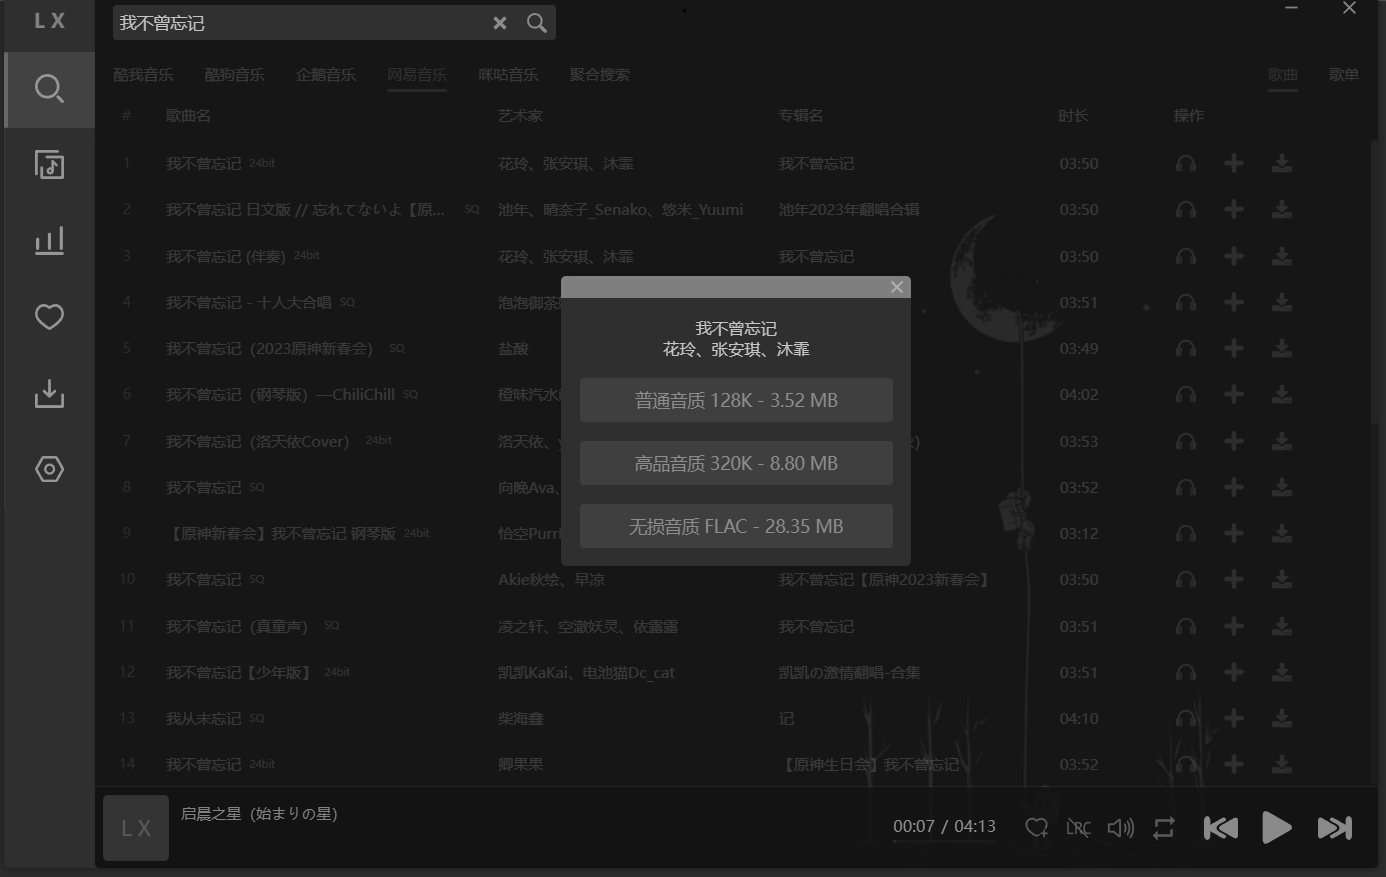 LX
我不曾忘记
酷我音乐 酷狗音乐 企鹅音乐 网易音乐 咪咕音乐 聚合搜索 歌曲 歌单
# 歌曲名 艺术家 专辑名 时长 操作
1 我不曾忘记 24bit 花玲、张安琪、沐霏 我不曾忘记 03:50
2 我不曾忘记 日文版 // 忘れてないよ【原... SQ 池年、晴奈子_Senako、悠米_Yuumi 池年2023年翻唱合辑 03:50
3 我不曾忘记 (伴奏) 24bit 花玲、张安琪、沐霏 我不曾忘记 03:50
4 我不曾忘记 - 十人大合唱 SQ 泡泡御茶 03:51
5 我不曾忘记（2023原神新春会） SQ 盐酸 03:49
6 我不曾忘记（钢琴版）—ChiliChill SQ 橙味汽水 04:02
7 我不曾忘记（洛天依Cover） 24bit 洛天依、 03:53
8 我不曾忘记 SQ 向晚Ava、 03:52
9 【原神新春会】我不曾忘记 钢琴版 24bit 恰空Purr 03:12
10 我不曾忘记 SQ Akie秋绘、早凉 我不曾忘记【原神2023新春会】 03:50
11 我不曾忘记（真童声） SQ 凌之轩、空澈妖灵、依露露 我不曾忘记 03:51
12 我不曾忘记【少年版】 24bit 凯凯KaKai、电池猫Dc_cat 凯凯の激情翻唱-合集 03:51
13 我从未忘记 SQ 柴海鑫 记 04:10
14 我不曾忘记 24bit 卿果果 【原神生日会】我不曾忘记 03:52
我不曾忘记
花玲、张安琪、沐霏
普通音质 128K - 3.52 MB
高品音质 320K - 8.80 MB
无损音质 FLAC - 28.35 MB
LX
启晨之星（始まりの星）
00:07 / 04:13
LRC